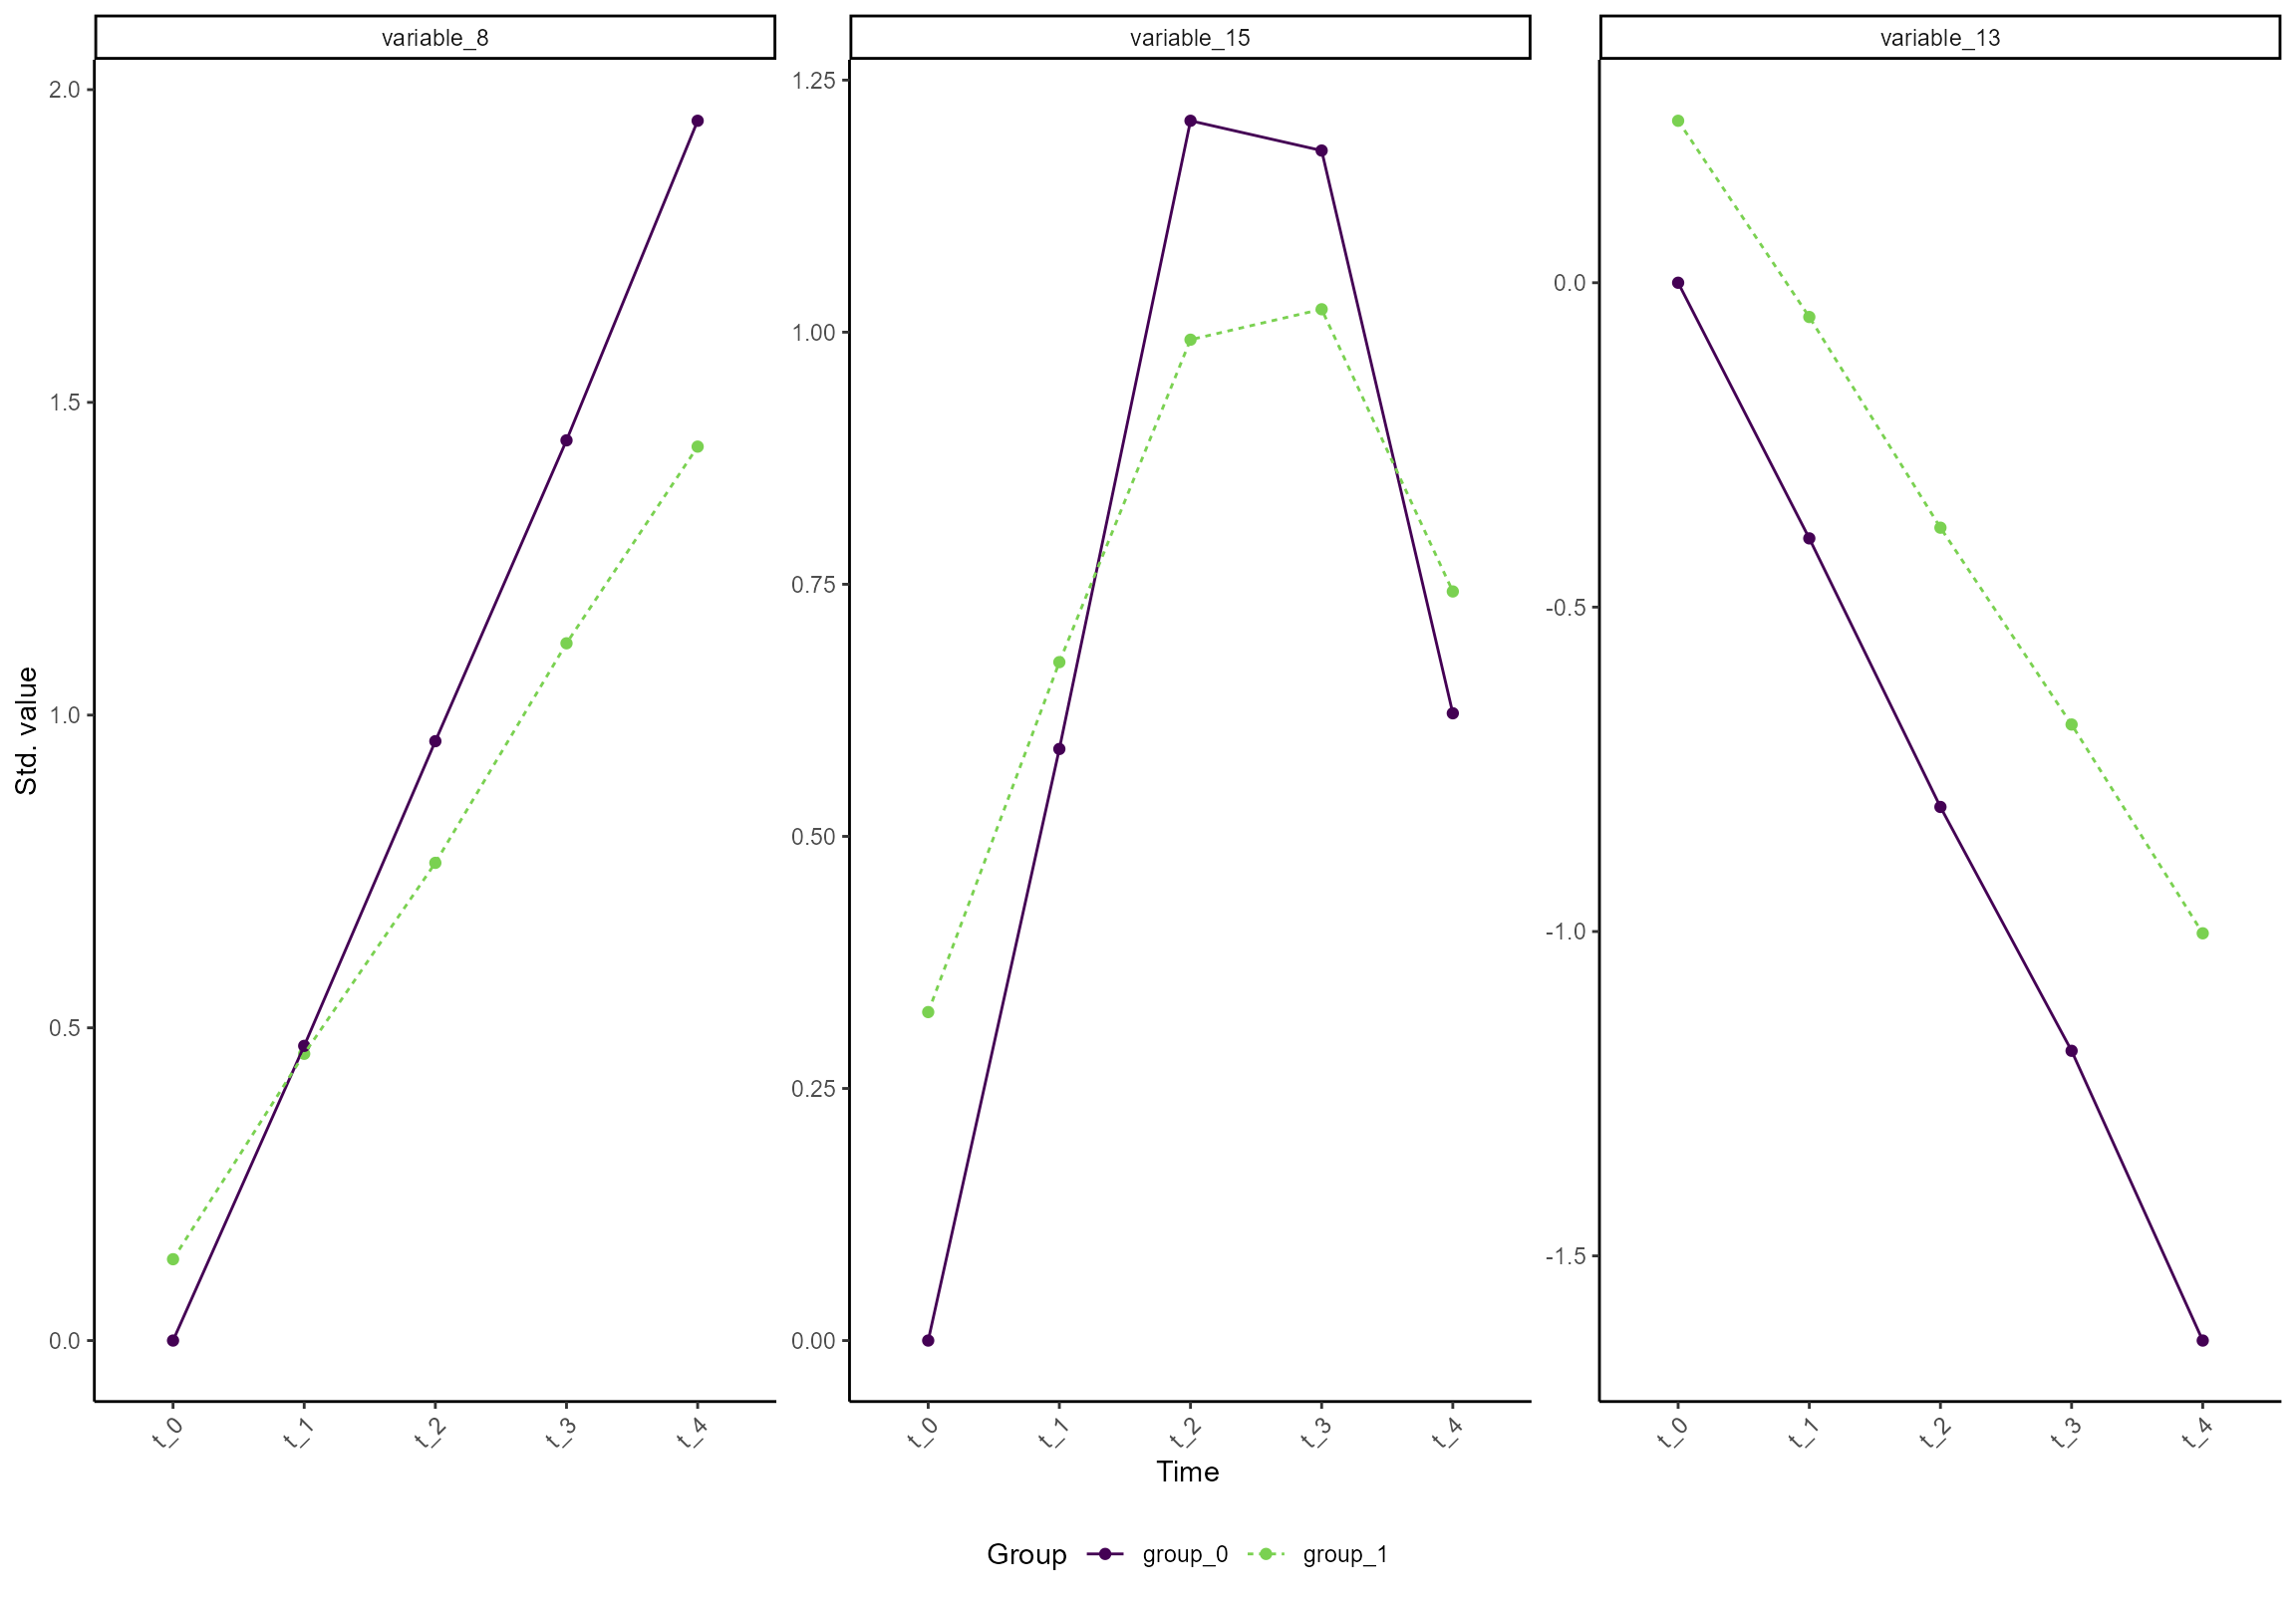 variable_8 variable_15 variable_13
Std. value
2.0
1.5
1.0
0.5
0.0
t_0 t_1 t_2 t_3 t_4
1.25
1.00
0.75
0.50
0.25
0.00
t_0 t_1 t_2 t_3 t_4
0.0
-0.5
-1.0
-1.5
t_0 t_1 t_2 t_3 t_4
Time
Group group_0 group_1